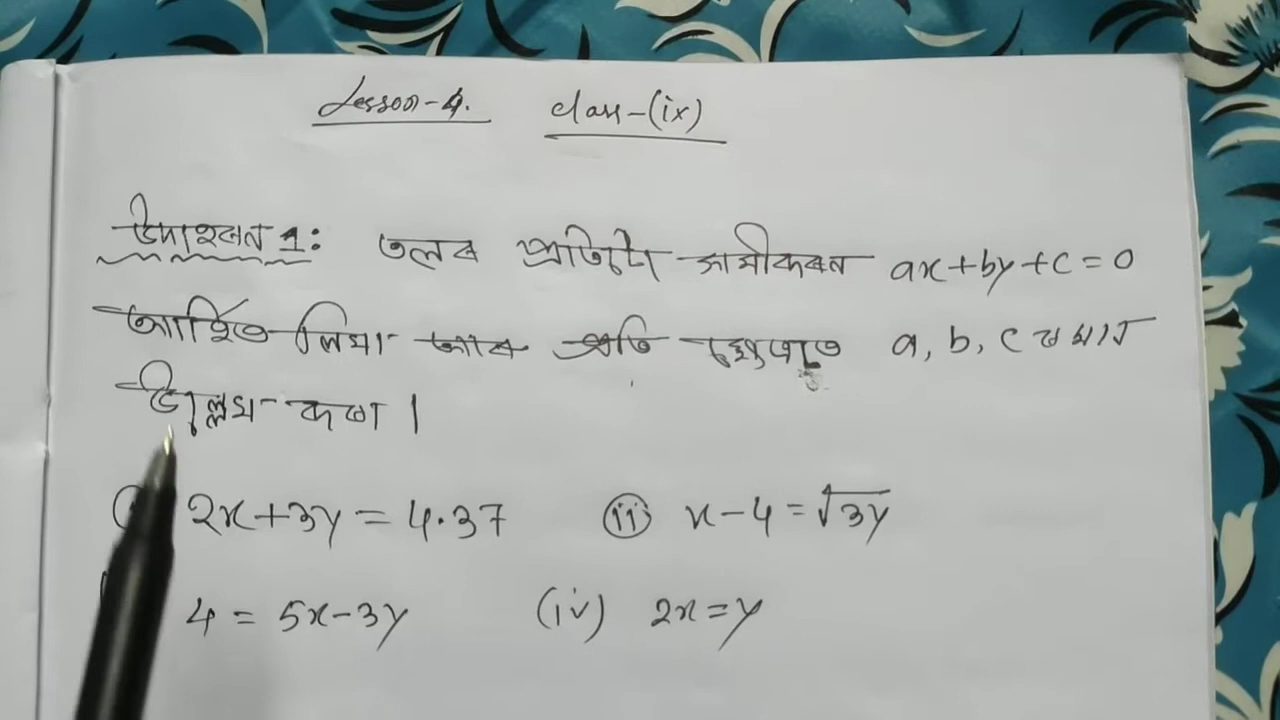 Lesson-4. Class-(ix)
উদাহৰণ 1: তলৰ প্ৰতিটো সমীকৰণ ax+by+c=0
আৰ্হিত লিখা আৰু প্ৰতি ক্ষেত্ৰতে a, b, c ৰ মান
উল্লেখ কৰা ।
2x+3y=4.37 (ii) x-4=√3y
4=5x-3y (iv) 2x=y